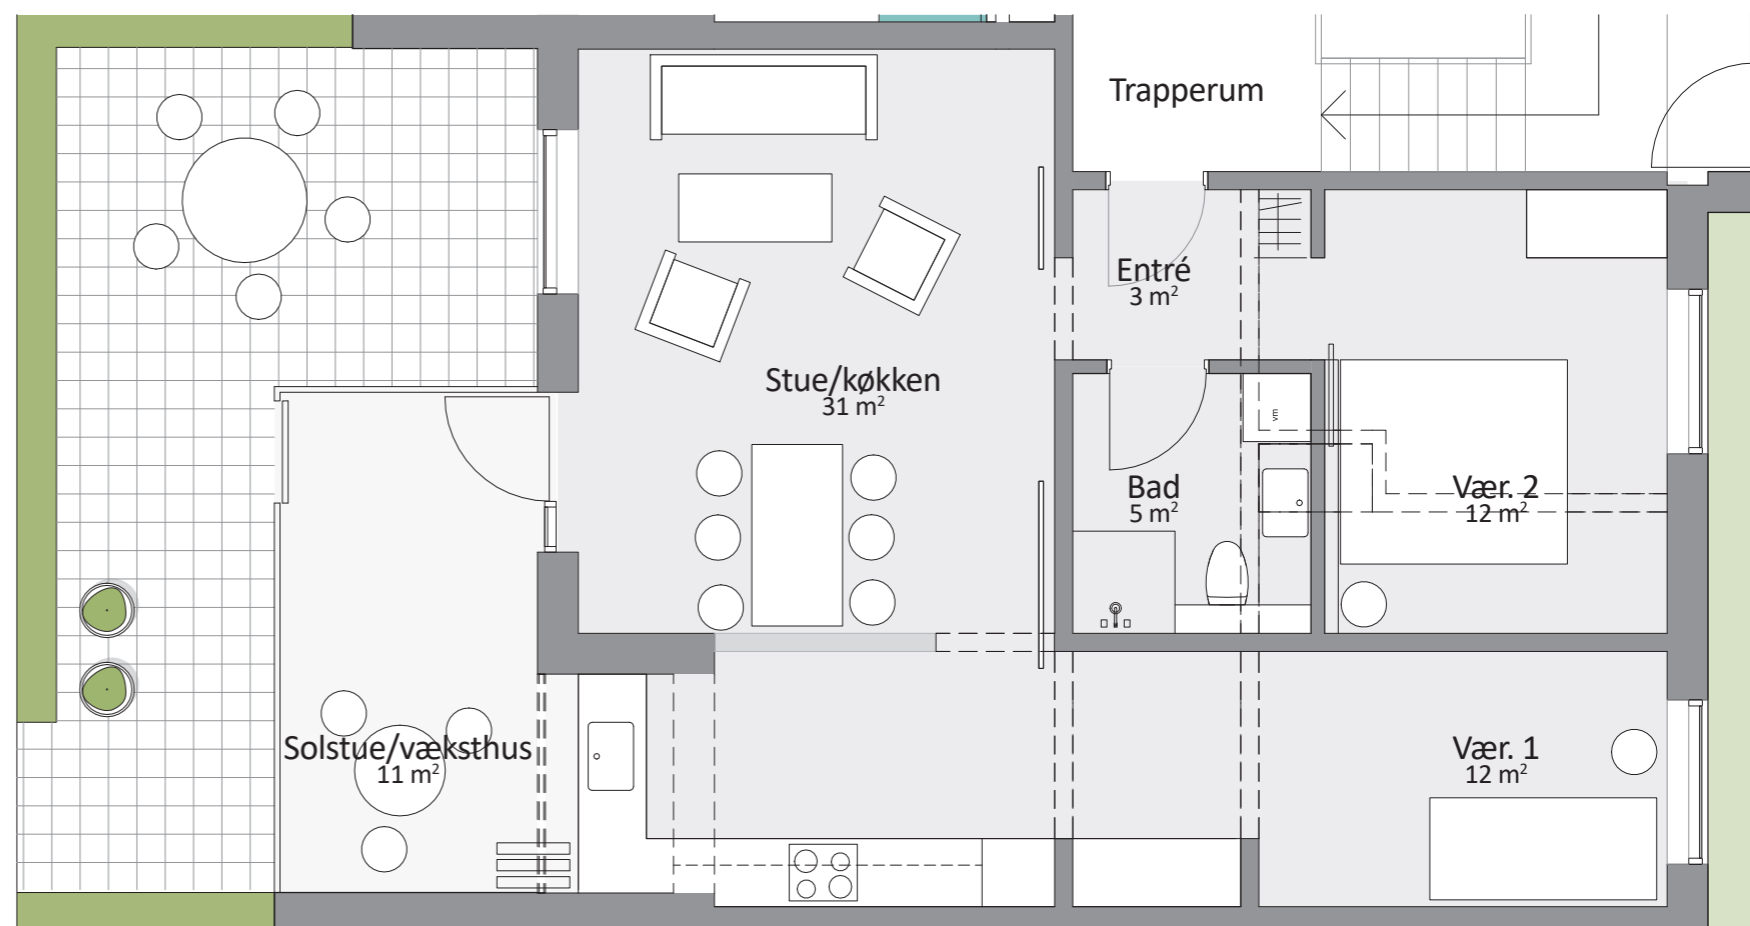 Trapperum
Entré
3 m²
Stue/køkken
31 m²
vm
Bad
5 m²
Vær. 2
12 m²
Solstue/væksthus
11 m²
Vær. 1
12 m²